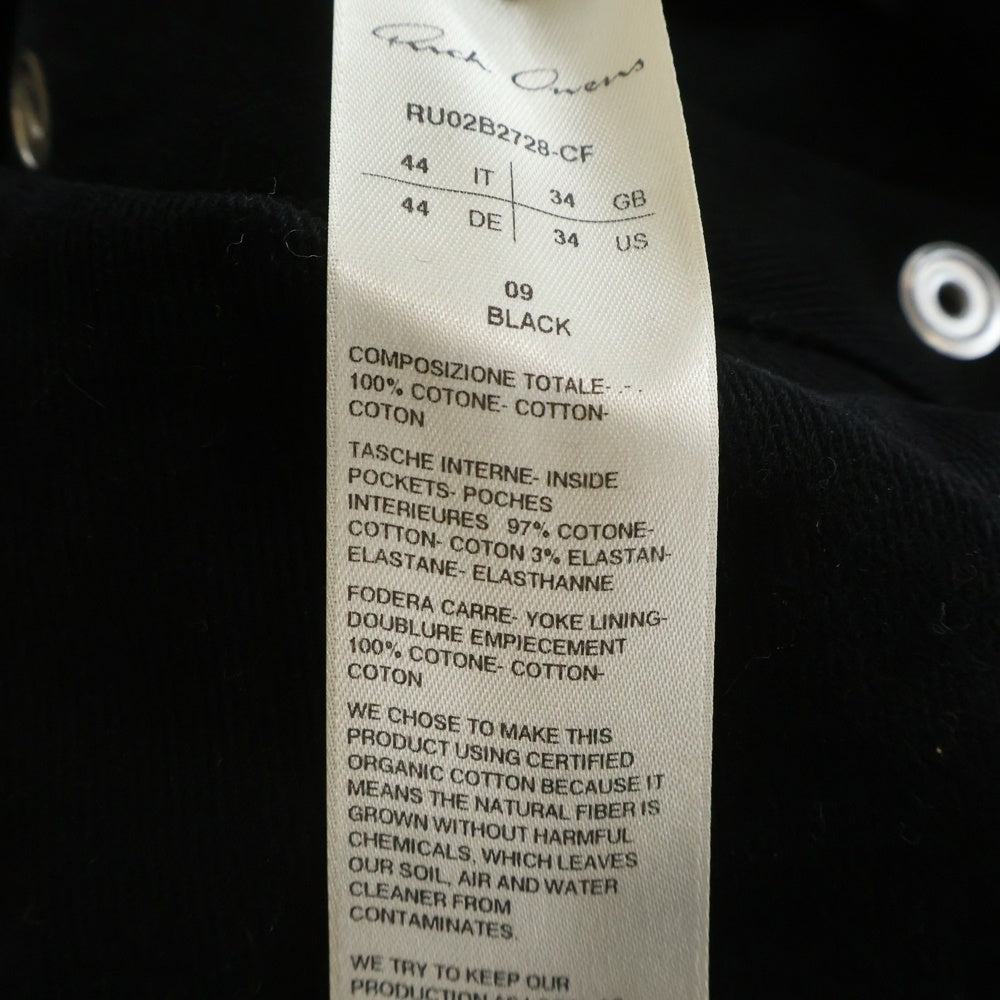 Rick Owens
RU02B2728-CF
44 IT 34 GB
44 DE 34 US
09
BLACK
COMPOSIZIONE TOTALE-
100% COTONE- COTTON-
COTON
TASCHE INTERNE- INSIDE
POCKETS- POCHES
INTERIEURES 97% COTONE-
COTTON- COTON 3% ELASTAN-
ELASTANE- ELASTHANNE
FODERA CARRE- YOKE LINING-
DOUBLURE EMPIECEMENT
100% COTONE- COTTON-
COTON
WE CHOSE TO MAKE THIS
PRODUCT USING CERTIFIED
ORGANIC COTTON BECAUSE IT
MEANS THE NATURAL FIBER IS
GROWN WITHOUT HARMFUL
CHEMICALS, WHICH LEAVES
OUR SOIL, AIR AND WATER
CLEANER FROM
CONTAMINATES.
WE TRY TO KEEP OUR
PRODUCTION